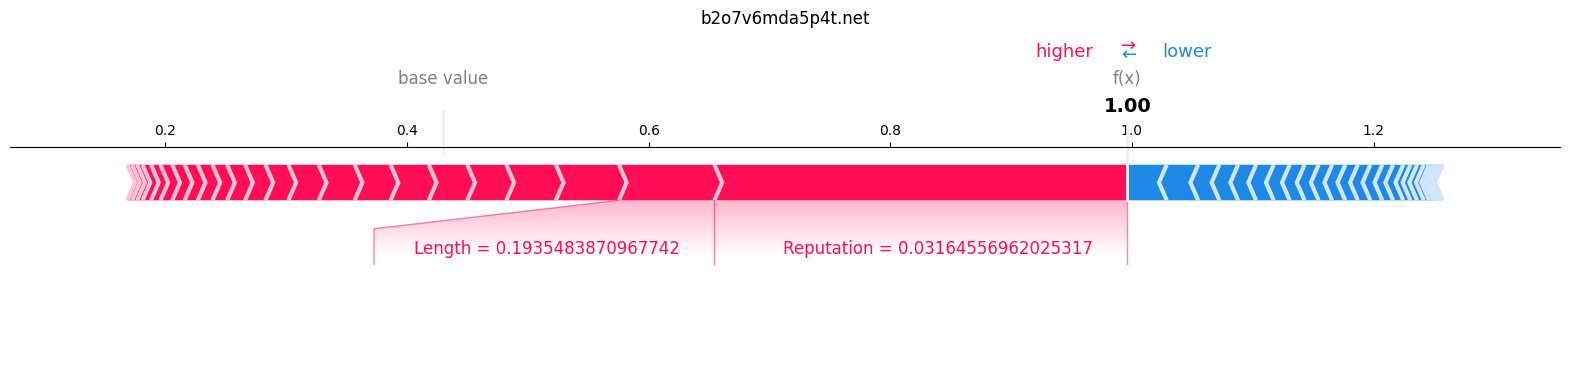 b2o7v6mda5p4t.net
higher ⇄ lower
base value f(x)
1.00
0.2 0.4 0.6 0.8 1.0 1.2
Length = 0.1935483870967742 Reputation = 0.03164556962025317